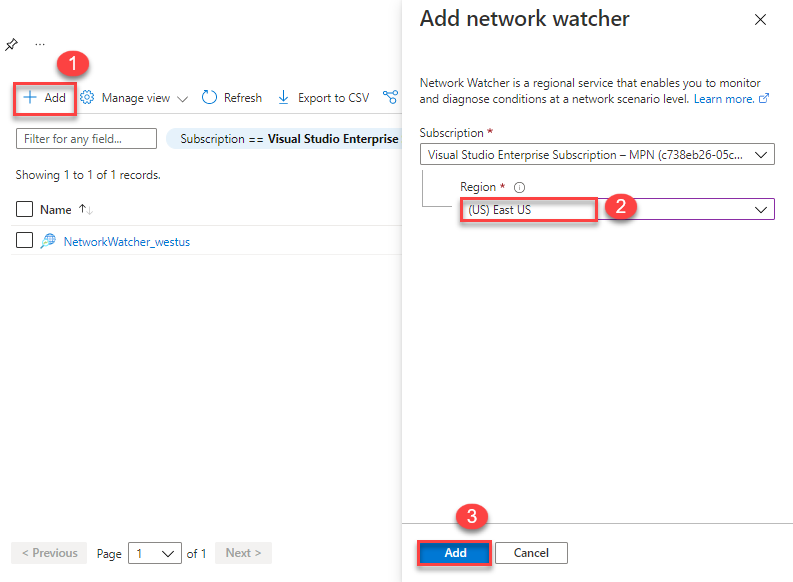 ...
1
+ Add
Manage view
Refresh
Export to CSV
Filter for any field...
Subscription == Visual Studio Enterprise
Showing 1 to 1 of 1 records.
Name ↑↓
NetworkWatcher_westus
< Previous
Page
1
of 1
Next >
Add network watcher
Network Watcher is a regional service that enables you to monitor
and diagnose conditions at a network scenario level. Learn more.
Subscription *
Visual Studio Enterprise Subscription – MPN (c738eb26-05c...
Region *
(US) East US
2
3
Add
Cancel